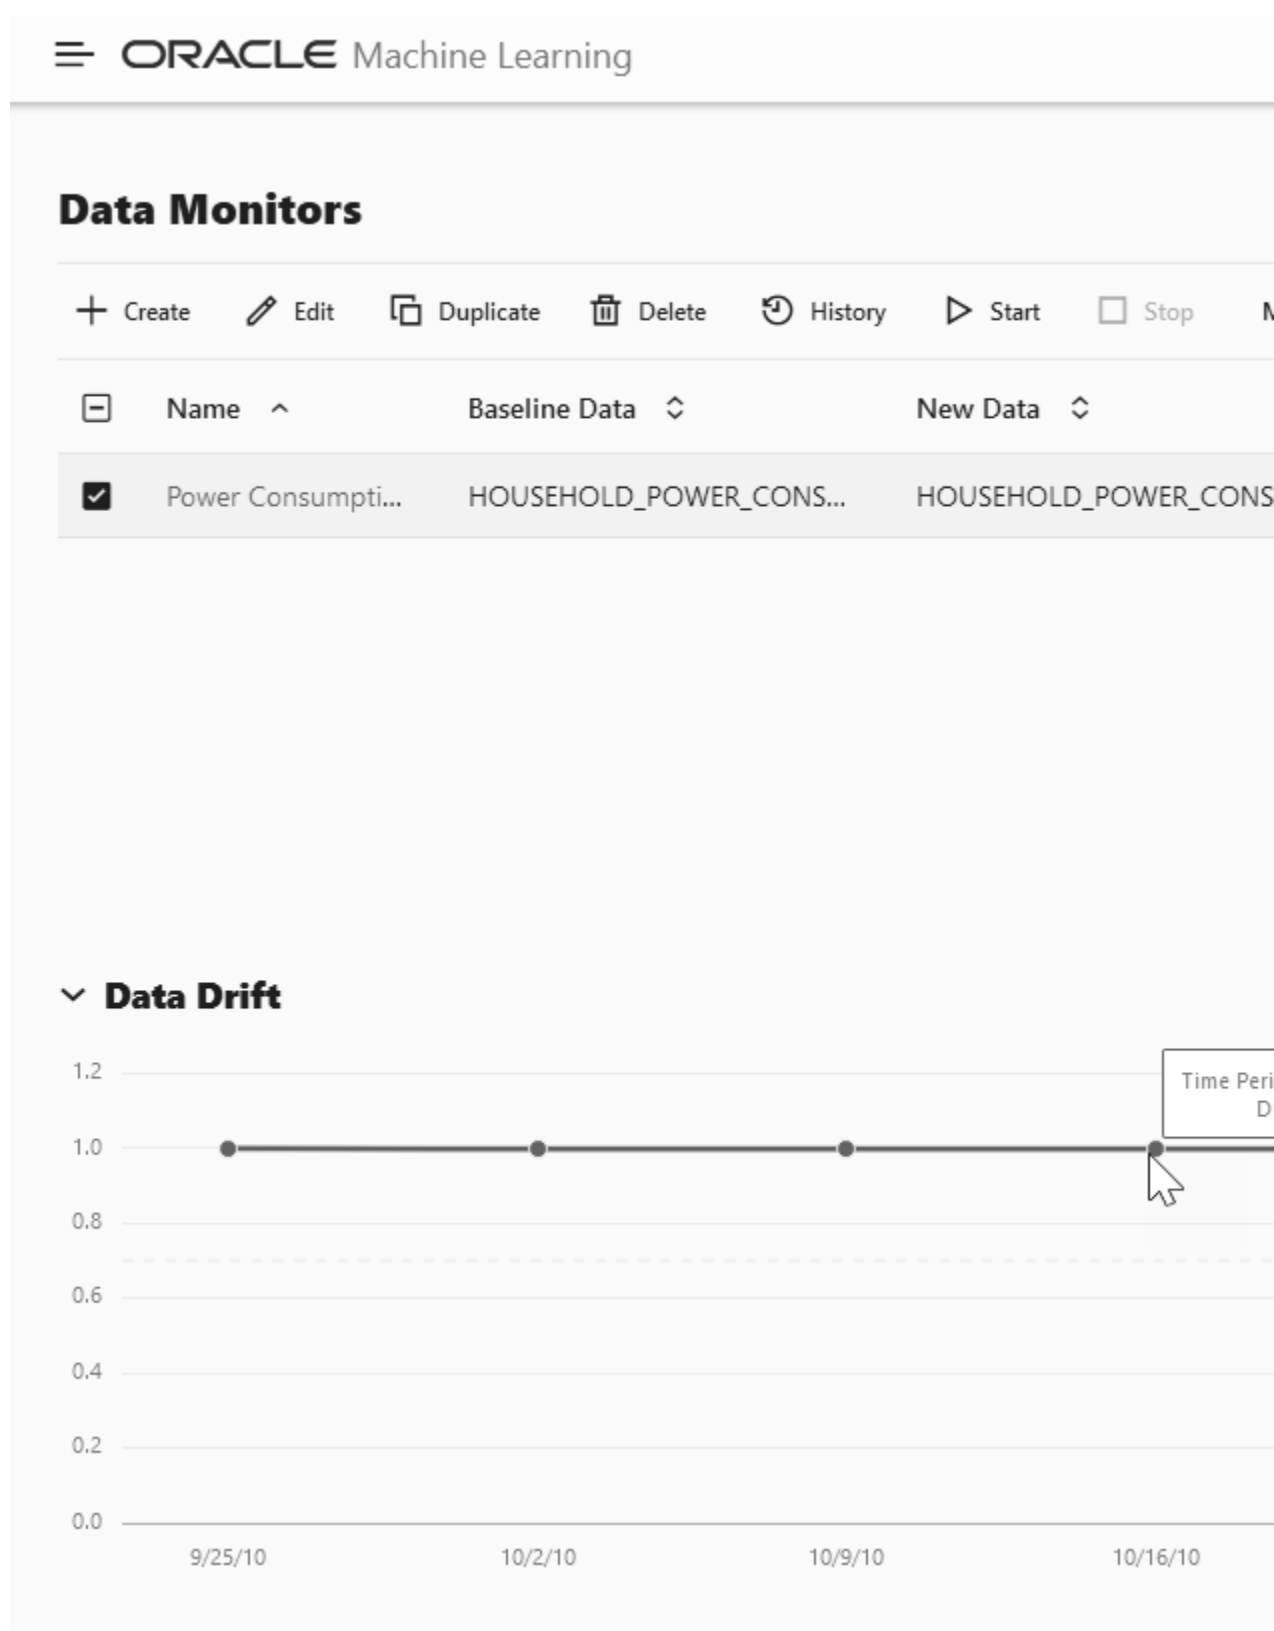 ORACLE Machine Learning
Data Monitors
Create Edit Duplicate Delete History Start Stop
Name Baseline Data New Data
Power Consumpti... HOUSEHOLD_POWER_CONS... HOUSEHOLD_POWER_CONS
Data Drift
1.2
Time Peri
D
1.0
0.8
0.6
0.4
0.2
0.0
9/25/10 10/2/10 10/9/10 10/16/10